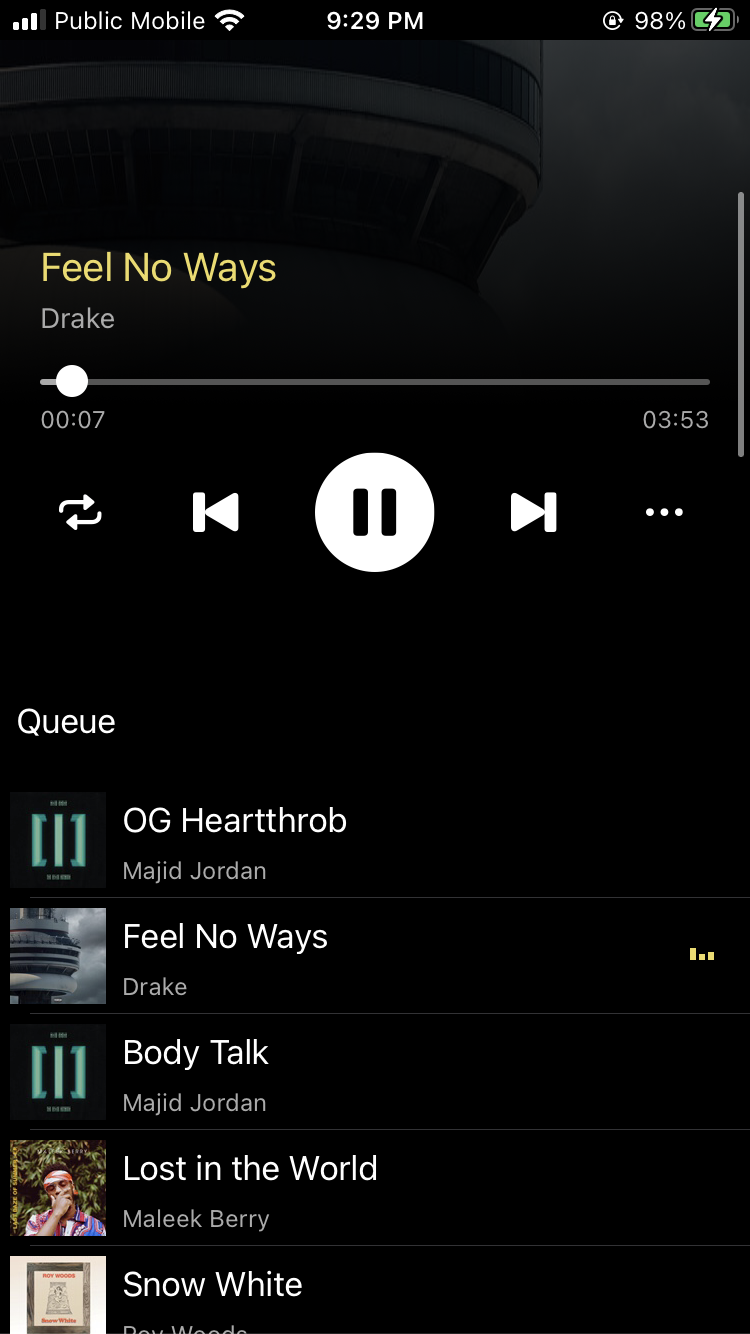 Public Mobile 9:29 PM 98%
Feel No Ways
Drake
00:07 03:53
Queue
OG Heartthrob
Majid Jordan
Feel No Ways
Drake
Body Talk
Majid Jordan
Lost in the World
Maleek Berry
ROY WOODS
Snow White
Snow White
Roy Woods